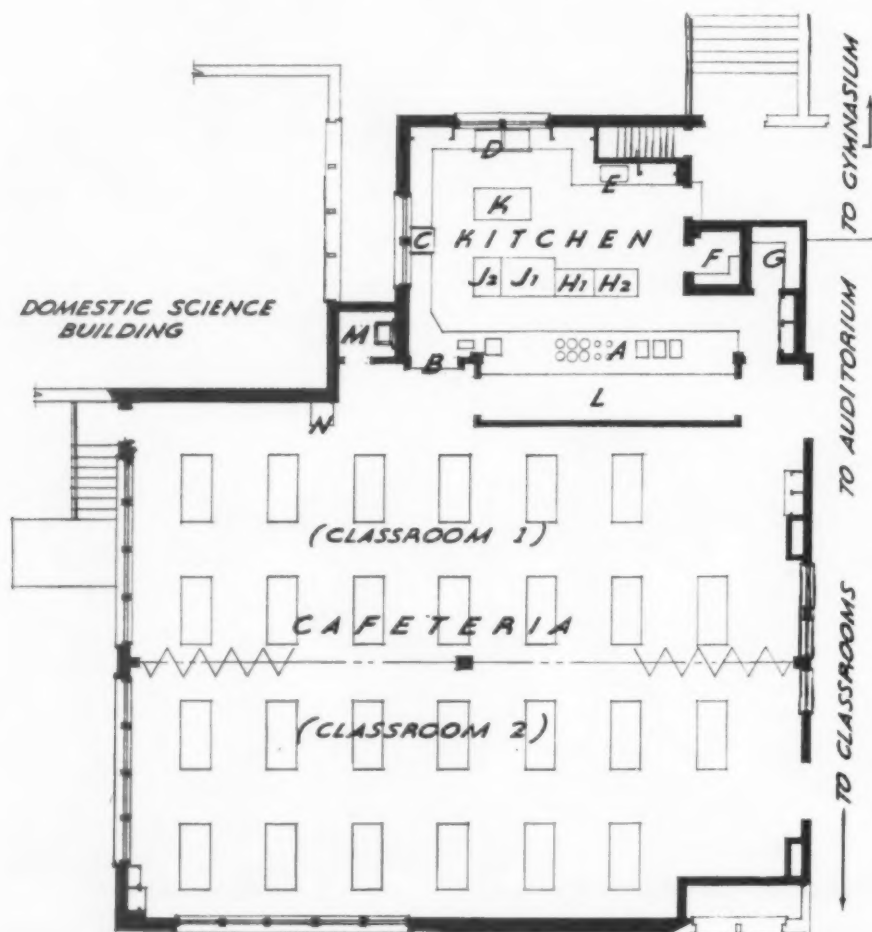 TO GYMNASIUM
D
E
K
C
KITCHEN
F
G
J2
J1
H1
H2
DOMESTIC SCIENCE
BUILDING
M
B
A
L
N
TO AUDITORIUM
(CLASSROOM 1)
CAFETERIA
(CLASSROOM 2)
TO CLASSROOMS